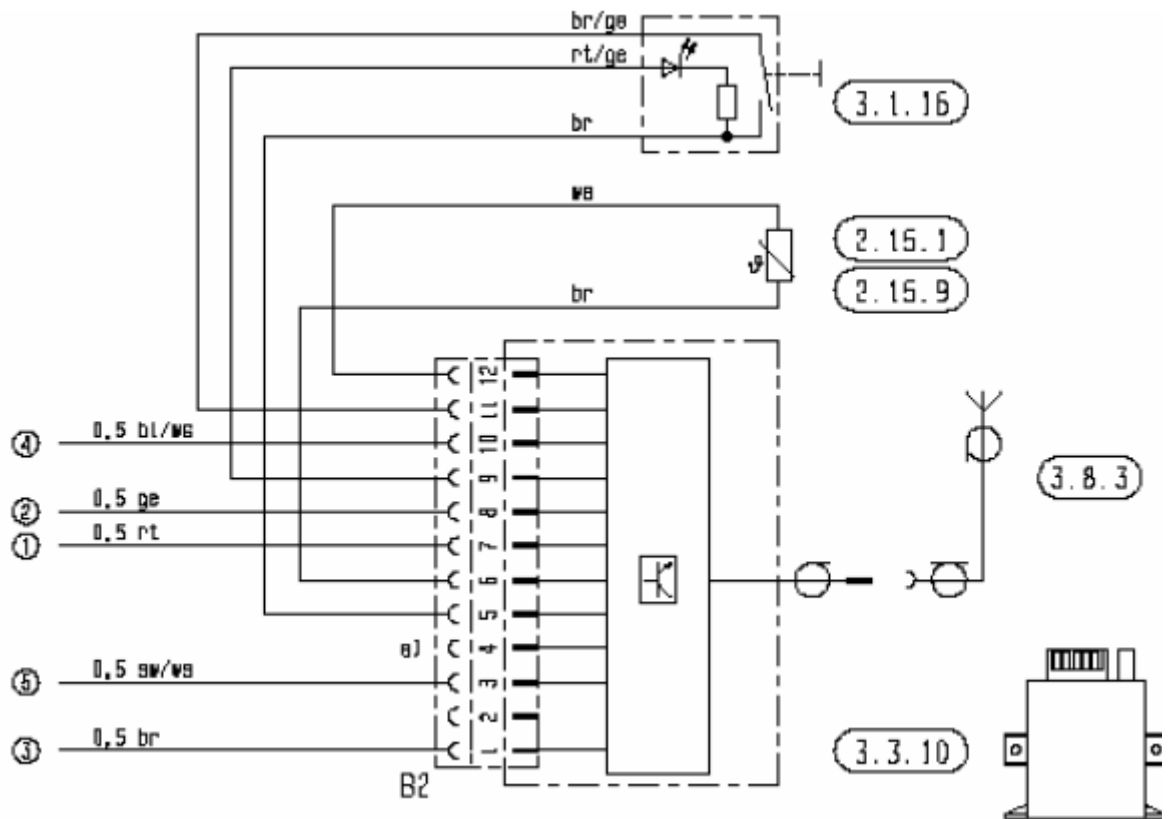 br/ge
rt/ge
br
3.1.16
ws
2.15.1
br
2.15.9
12
11
④ 0,5 bl/ws
10
9
② 0,5 ge
8
① 0,5 rt
7
6
5
a)
4
⑤ 0,5 sw/ws
3
2
③ 0,5 br
1
B2
3.8.3
3.3.10